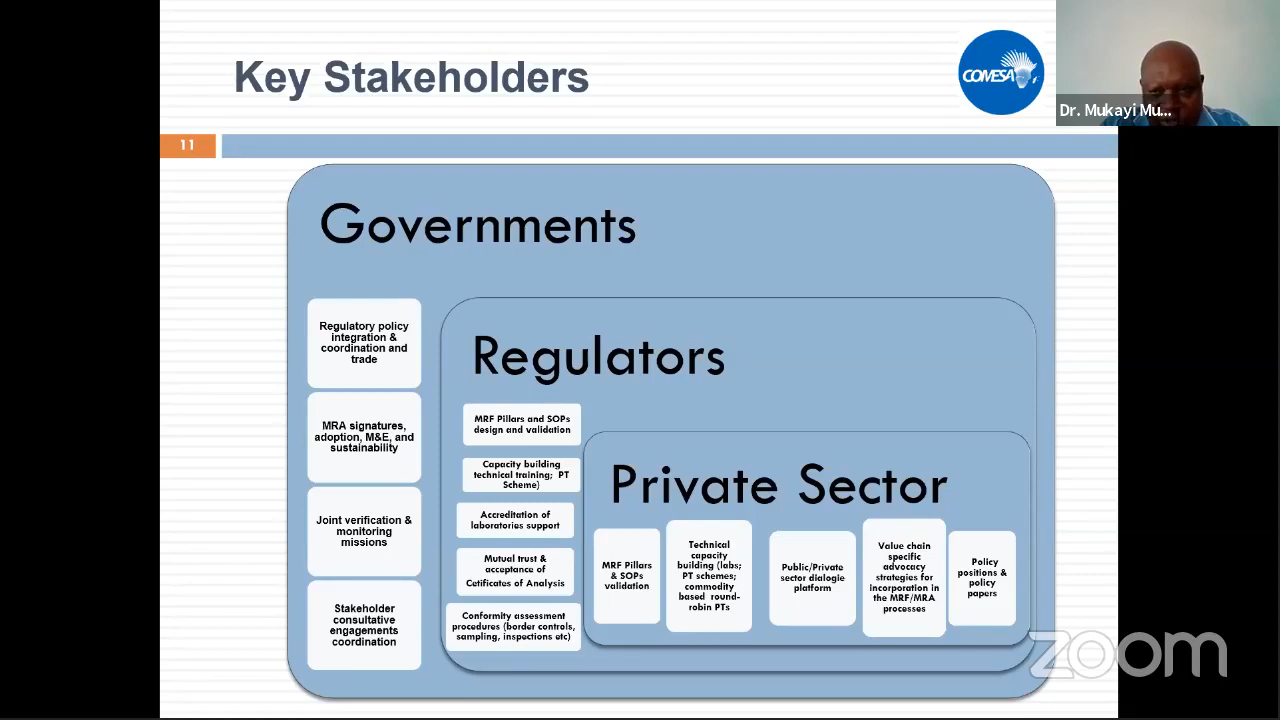 Key Stakeholders
COMESA
Dr. Mukayi Mu...
11
Governments
Regulatory policy
integration &
coordination and
trade
MRA signatures,
adoption, M&E, and
sustainability
Joint verification &
monitoring
missions
Stakeholder
consultative
engagements
coordination
Regulators
MRF Pillars and SOPs
design and validation
Capacity building
technical training; PT
Scheme)
Accreditation of
laboratories support
Mutual trust &
acceptance of
Cetificates of Analysis
Conformity assessment
procedures (border controls,
sampling, inspections etc)
Private Sector
MRF Pillars
& SOPs
validation
Technical
capacity
building (labs;
PT schemes;
commodity
based round-
robin PTs
Public/Private
sector dialogie
platform
Value chain
specific
advocacy
strategies for
incorporation in
the MRF/MRA
processes
Policy
positions &
policy
papers
zoom